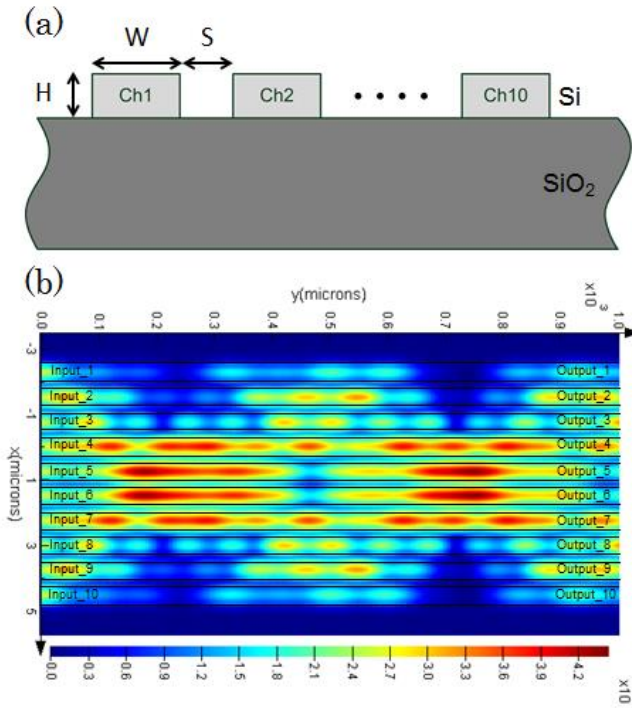 (a)
W
S
H
Ch1
Ch2
Ch10
Si
SiO2
(b)
y(microns)
x10
3
0.0
0.1
0.2
0.3
0.4
0.5
0.6
0.7
0.8
0.9
1.0
x(microns)
-3
-1
1
3
5
Input_1
Output_1
Input_2
Output_2
Input_3
Output_3
Input_4
Output_4
Input_5
Output_5
Input_6
Output_6
Input_7
Output_7
Input_8
Output_8
Input_9
Output_9
Input_10
Output_10
0.0
0.3
0.6
0.9
1.2
1.5
1.8
2.1
2.4
2.7
3.0
3.3
3.6
3.9
4.2
x10